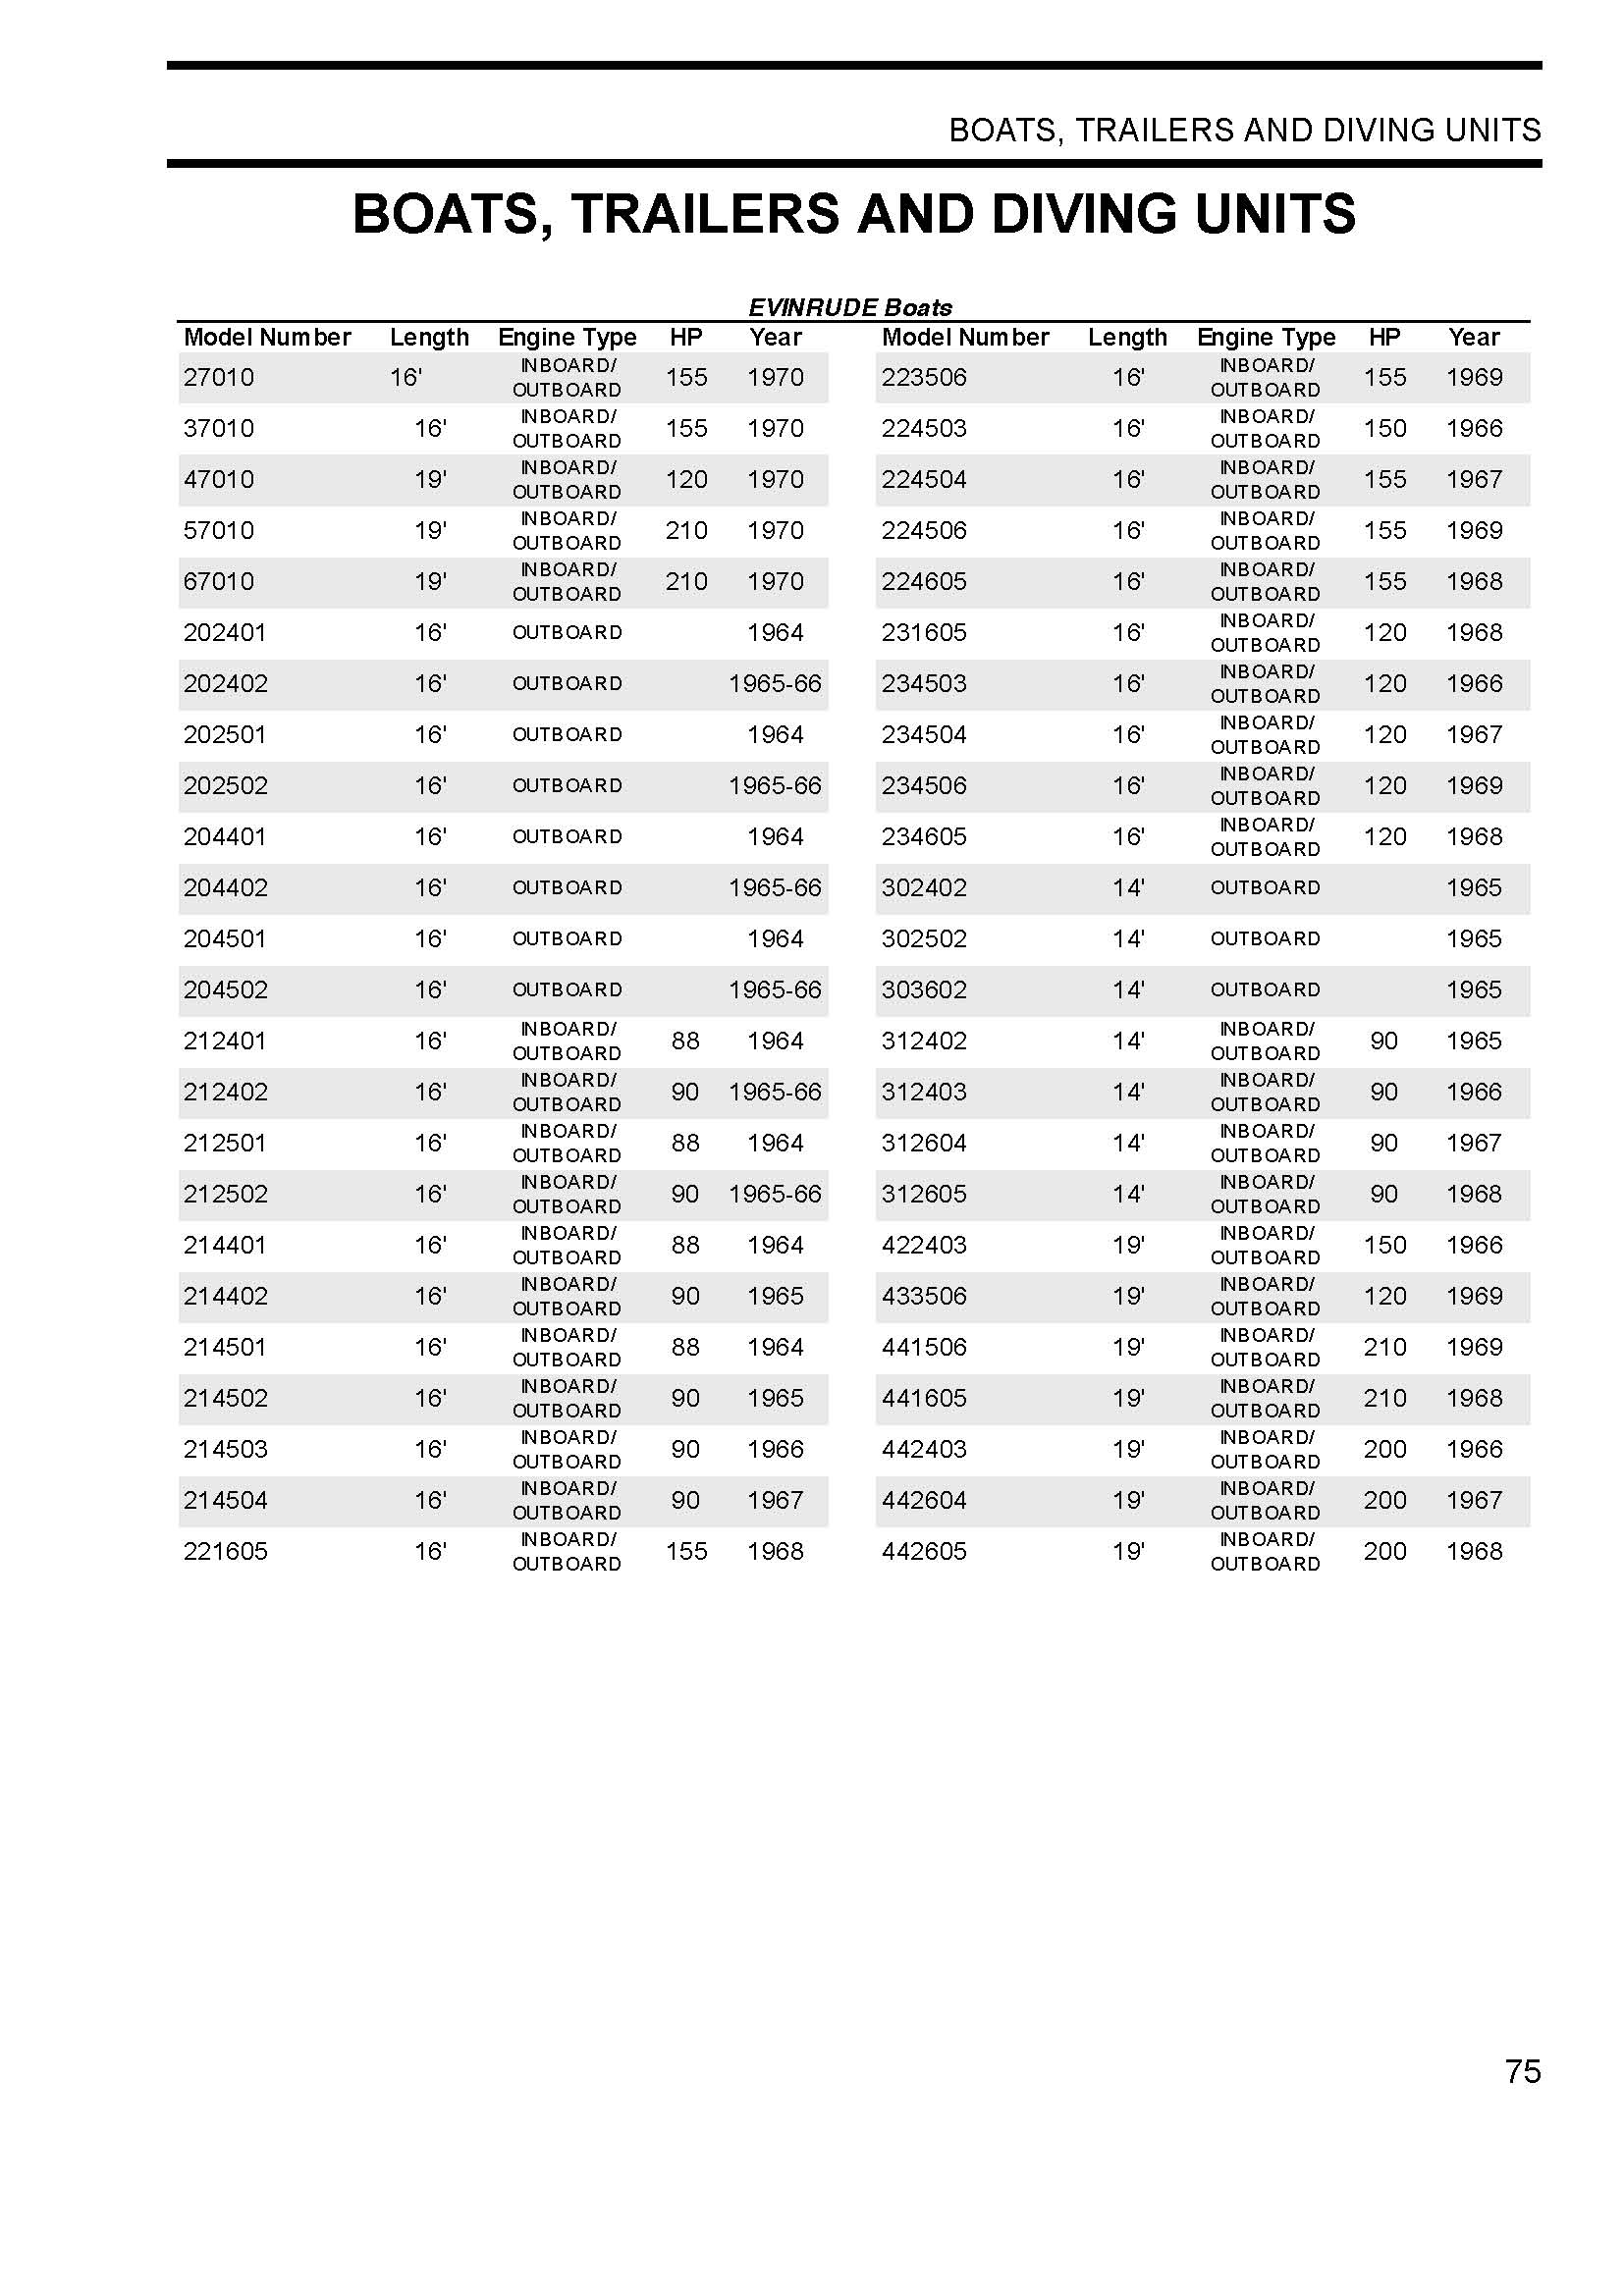 BOATS, TRAILERS AND DIVING UNITS
BOATS, TRAILERS AND DIVING UNITS
EVINRUDE Boats
Model Number Length Engine Type HP Year Model Number Length Engine Type HP Year
27010 16' INBOARD/ OUTBOARD 155 1970 223506 16' INBOARD/ OUTBOARD 155 1969
37010 16' INBOARD/ OUTBOARD 155 1970 224503 16' INBOARD/ OUTBOARD 150 1966
47010 19' INBOARD/ OUTBOARD 120 1970 224504 16' INBOARD/ OUTBOARD 155 1967
57010 19' INBOARD/ OUTBOARD 210 1970 224506 16' INBOARD/ OUTBOARD 155 1969
67010 19' INBOARD/ OUTBOARD 210 1970 224605 16' INBOARD/ OUTBOARD 155 1968
202401 16' OUTBOARD 1964 231605 16' INBOARD/ OUTBOARD 120 1968
202402 16' OUTBOARD 1965-66 234503 16' INBOARD/ OUTBOARD 120 1966
202501 16' OUTBOARD 1964 234504 16' INBOARD/ OUTBOARD 120 1967
202502 16' OUTBOARD 1965-66 234506 16' INBOARD/ OUTBOARD 120 1969
204401 16' OUTBOARD 1964 234605 16' INBOARD/ OUTBOARD 120 1968
204402 16' OUTBOARD 1965-66 302402 14' OUTBOARD 1965
204501 16' OUTBOARD 1964 302502 14' OUTBOARD 1965
204502 16' OUTBOARD 1965-66 303602 14' OUTBOARD 1965
212401 16' INBOARD/ OUTBOARD 88 1964 312402 14' INBOARD/ OUTBOARD 90 1965
212402 16' INBOARD/ OUTBOARD 90 1965-66 312403 14' INBOARD/ OUTBOARD 90 1966
212501 16' INBOARD/ OUTBOARD 88 1964 312604 14' INBOARD/ OUTBOARD 90 1967
212502 16' INBOARD/ OUTBOARD 90 1965-66 312605 14' INBOARD/ OUTBOARD 90 1968
214401 16' INBOARD/ OUTBOARD 88 1964 422403 19' INBOARD/ OUTBOARD 150 1966
214402 16' INBOARD/ OUTBOARD 90 1965 433506 19' INBOARD/ OUTBOARD 120 1969
214501 16' INBOARD/ OUTBOARD 88 1964 441506 19' INBOARD/ OUTBOARD 210 1969
214502 16' INBOARD/ OUTBOARD 90 1965 441605 19' INBOARD/ OUTBOARD 210 1968
214503 16' INBOARD/ OUTBOARD 90 1966 442403 19' INBOARD/ OUTBOARD 200 1966
214504 16' INBOARD/ OUTBOARD 90 1967 442604 19' INBOARD/ OUTBOARD 200 1967
221605 16' INBOARD/ OUTBOARD 155 1968 442605 19' INBOARD/ OUTBOARD 200 1968
75